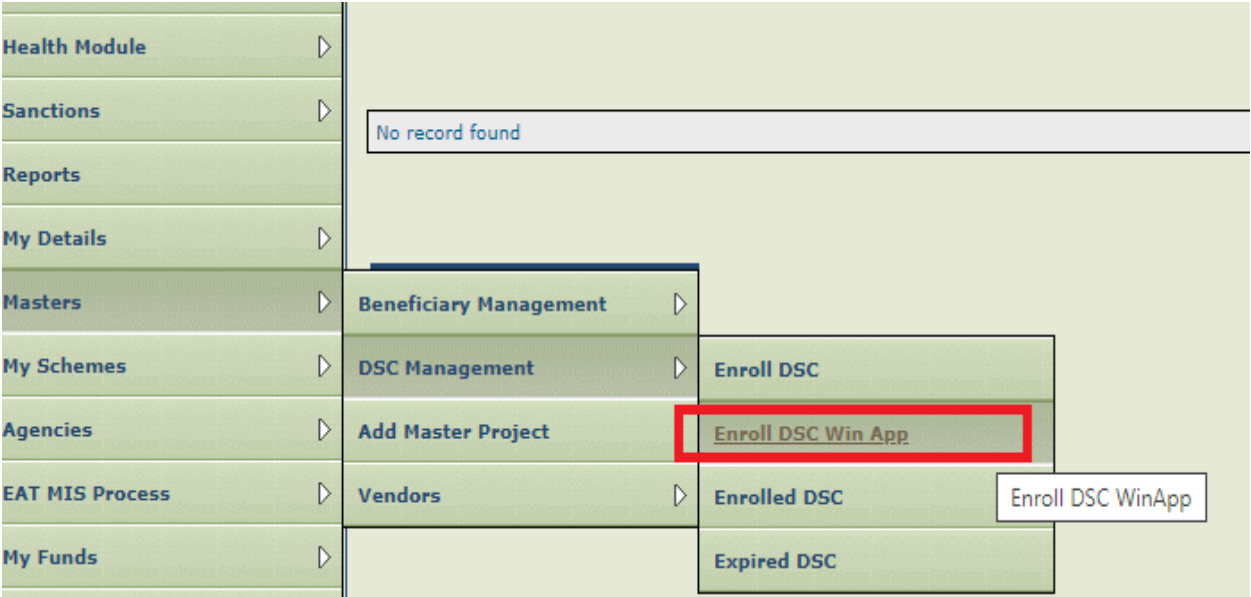 Health Module
Sanctions
Reports
My Details
Masters
My Schemes
Agencies
EAT MIS Process
My Funds
No record found
Beneficiary Management
DSC Management
Add Master Project
Vendors
Enroll DSC
Enroll DSC Win App
Enrolled DSC
Expired DSC
Enroll DSC WinApp